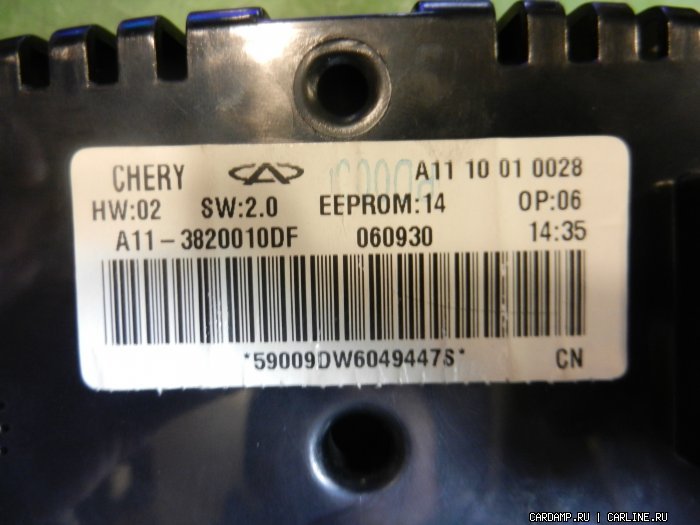 CHERY A11 10 01 0028
HW:02 SW:2.0 EEPROM:14 OP:06
A11-3820010DF 060930 14:35
*59009DW6049447S* CN
CARDAMP.RU | CARLINE.RU